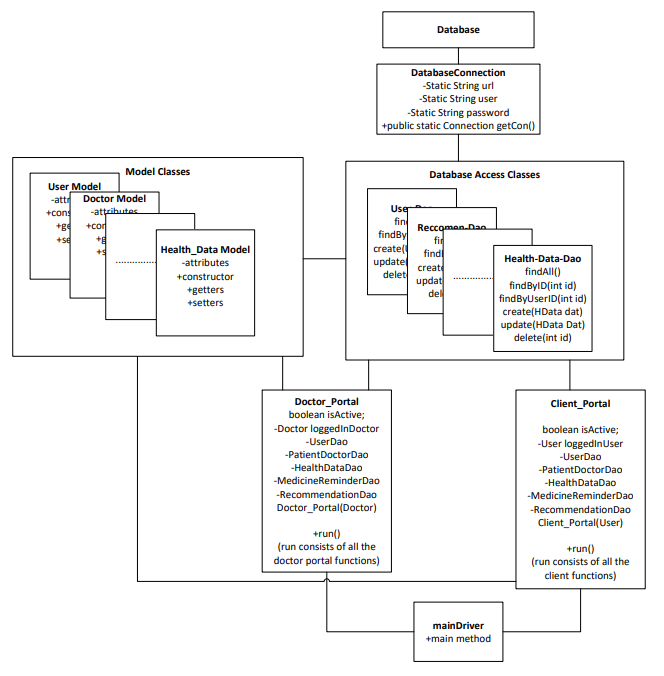 Database
DatabaseConnection
-Static String url
-Static String user
-Static String password
+public static Connection getCon()
Model Classes
User Model
Doctor Model
-attributes
....................
Health_Data Model
-attributes
+constructor
+getters
+setters
Database Access Classes
Reccomen-Dao
....................
Health-Data-Dao
findAll()
findByID(int id)
findByUserID(int id)
create(HData dat)
update(HData Dat)
delete(int id)
Doctor_Portal
boolean isActive;
-Doctor loggedInDoctor
-UserDao
-PatientDoctorDao
-HealthDataDao
-MedicineReminderDao
-RecommendationDao
Doctor_Portal(Doctor)
+run()
(run consists of all the
doctor portal functions)
Client_Portal
boolean isActive;
-User loggedInUser
-UserDao
-PatientDoctorDao
-HealthDataDao
-MedicineReminderDao
-RecommendationDao
Client_Portal(User)
+run()
(run consists of all the
client functions)
mainDriver
+main method